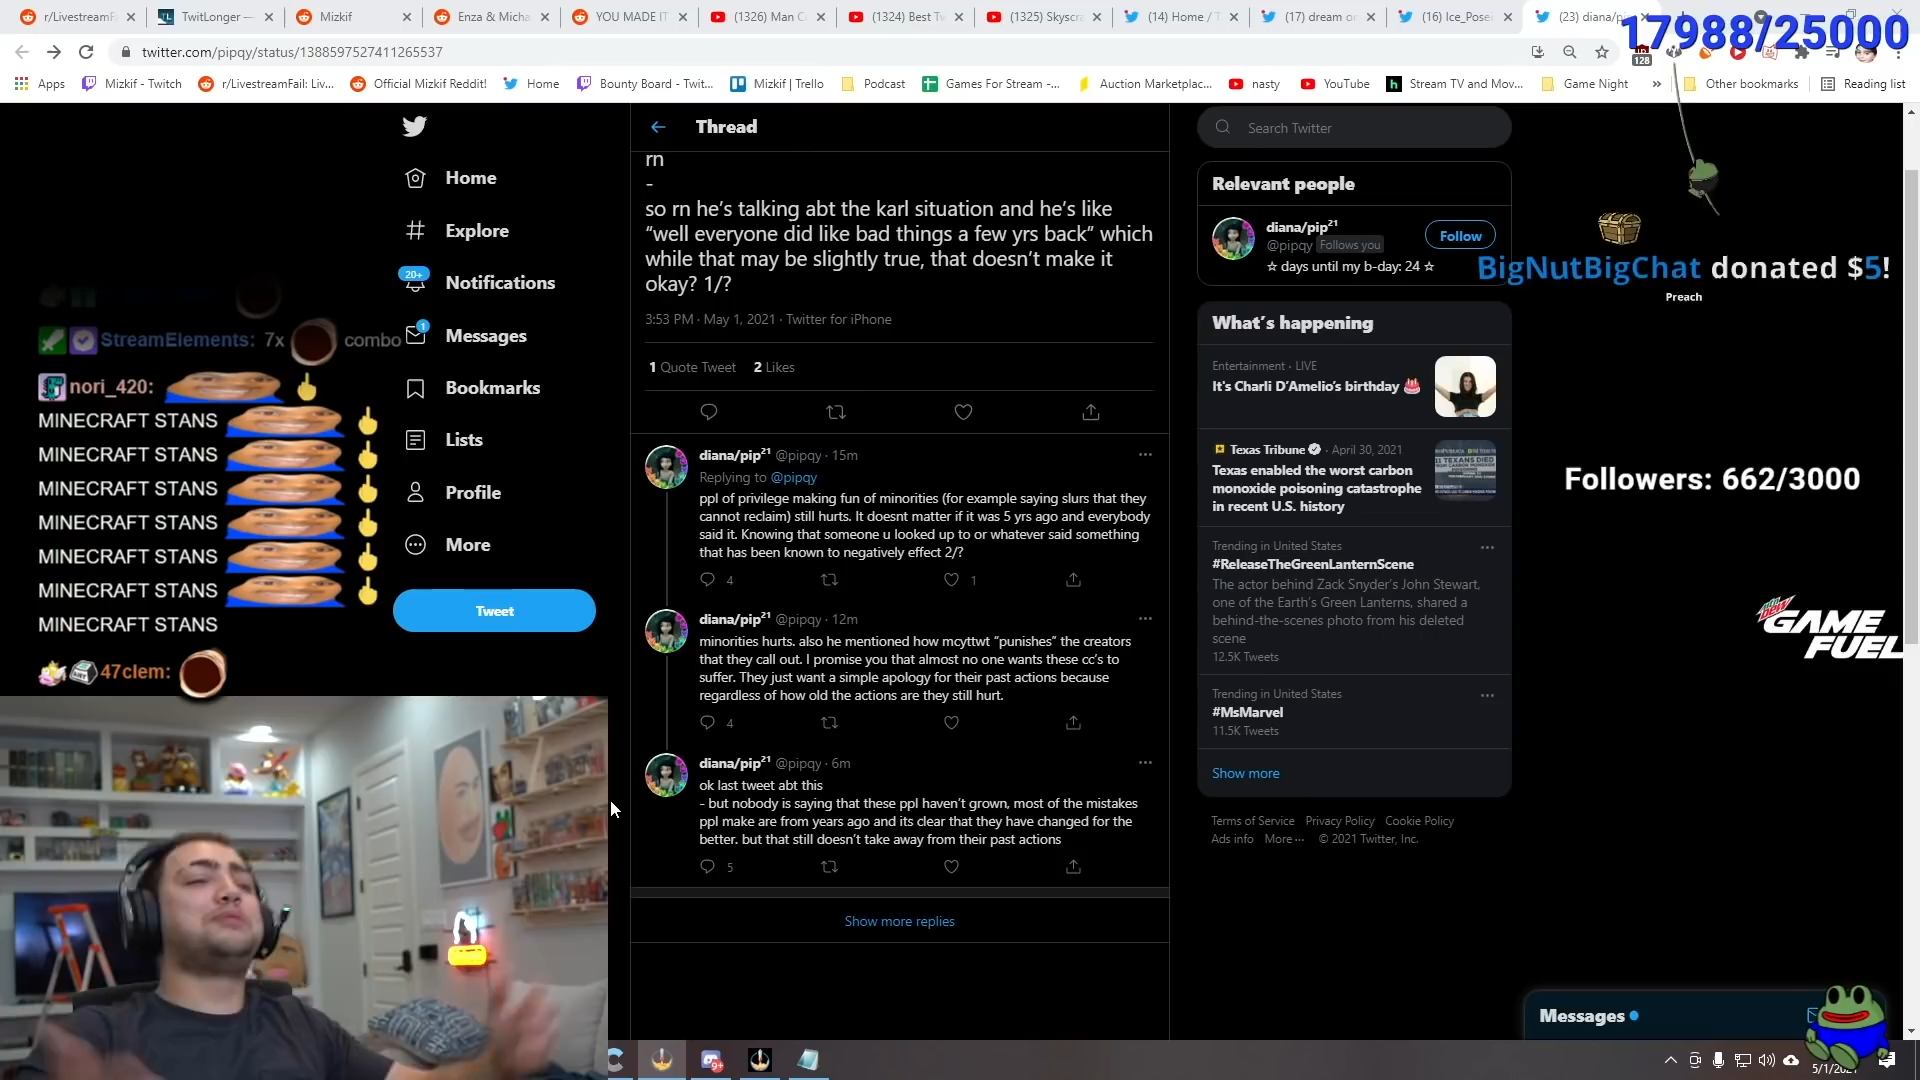 r/LivestreamF
TwitLonger —
Mizkif
Enza & Micha
YOU MADE IT
(1326) Man C
(1324) Best Tw
(1325) Skyscra
(14) Home / T
(17) dream o
(16) Ice_Posei
(23) diana/pi
17988/25000
twitter.com/pipqy/status/1388597527411265537
128
Apps
Mizkif - Twitch
r/LivestreamFail: Liv...
Official Mizkif Reddit!
Home
Bounty Board - Twit...
Mizkif | Trello
Podcast
Games For Stream -...
Auction Marketplac...
nasty
YouTube
Stream TV and Mov...
Game Night
»
Other bookmarks
Reading list
Home
Explore
20+
Notifications
1
Messages
Bookmarks
Lists
Profile
More
Tweet
StreamElements: 7x combo
nori_420:
MINECRAFT STANS
MINECRAFT STANS
MINECRAFT STANS
MINECRAFT STANS
MINECRAFT STANS
MINECRAFT STANS
MINECRAFT STANS
47clem:
Thread
rn
-
so rn he’s talking abt the karl situation and he’s like
“well everyone did like bad things a few yrs back” which
while that may be slightly true, that doesn’t make it
okay? 1/?
3:53 PM · May 1, 2021 · Twitter for iPhone
1 Quote Tweet 2 Likes
diana/pip²¹ @pipqy · 15m
Replying to @pipqy
ppl of privilege making fun of minorities (for example saying slurs that they
cannot reclaim) still hurts. It doesnt matter if it was 5 yrs ago and everybody
said it. Knowing that someone u looked up to or whatever said something
that has been known to negatively effect 2/?
4 1
diana/pip²¹ @pipqy · 12m
minorities hurts. also he mentioned how mcyttwt “punishes” the creators
that they call out. I promise you that almost no one wants these cc’s to
suffer. They just want a simple apology for their past actions because
regardless of how old the actions are they still hurt.
4
diana/pip²¹ @pipqy · 6m
ok last tweet abt this
- but nobody is saying that these ppl haven’t grown, most of the mistakes
ppl make are from years ago and its clear that they have changed for the
better. but that still doesn’t take away from their past actions
5
Show more replies
Search Twitter
Relevant people
diana/pip²¹
@pipqy Follows you
Follow
☆ days until my b-day: 24 ☆
What’s happening
Entertainment · LIVE
It's Charli D’Amelio’s birthday
Texas Tribune · April 30, 2021
Texas enabled the worst carbon
monoxide poisoning catastrophe
in recent U.S. history
Trending in United States
#ReleaseTheGreenLanternScene
The actor behind Zack Snyder’s John Stewart,
one of the Earth’s Green Lanterns, shared a
behind-the-scenes photo from his deleted
scene
12.5K Tweets
Trending in United States
#MsMarvel
11.5K Tweets
Show more
Terms of Service Privacy Policy Cookie Policy
Ads info More ··· © 2021 Twitter, Inc.
BigNutBigChat donated $5!
Preach
Followers: 662/3000
mtn dew
GAME
FUEL
Messages
9+